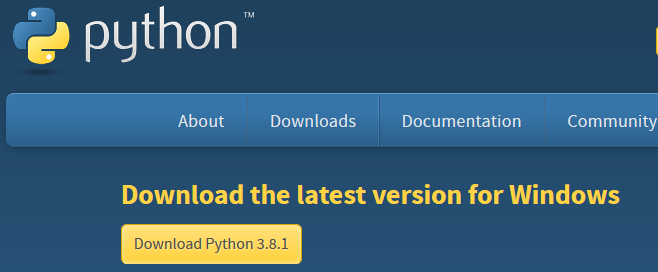 python™
About Downloads Documentation Community
Download the latest version for Windows
Download Python 3.8.1